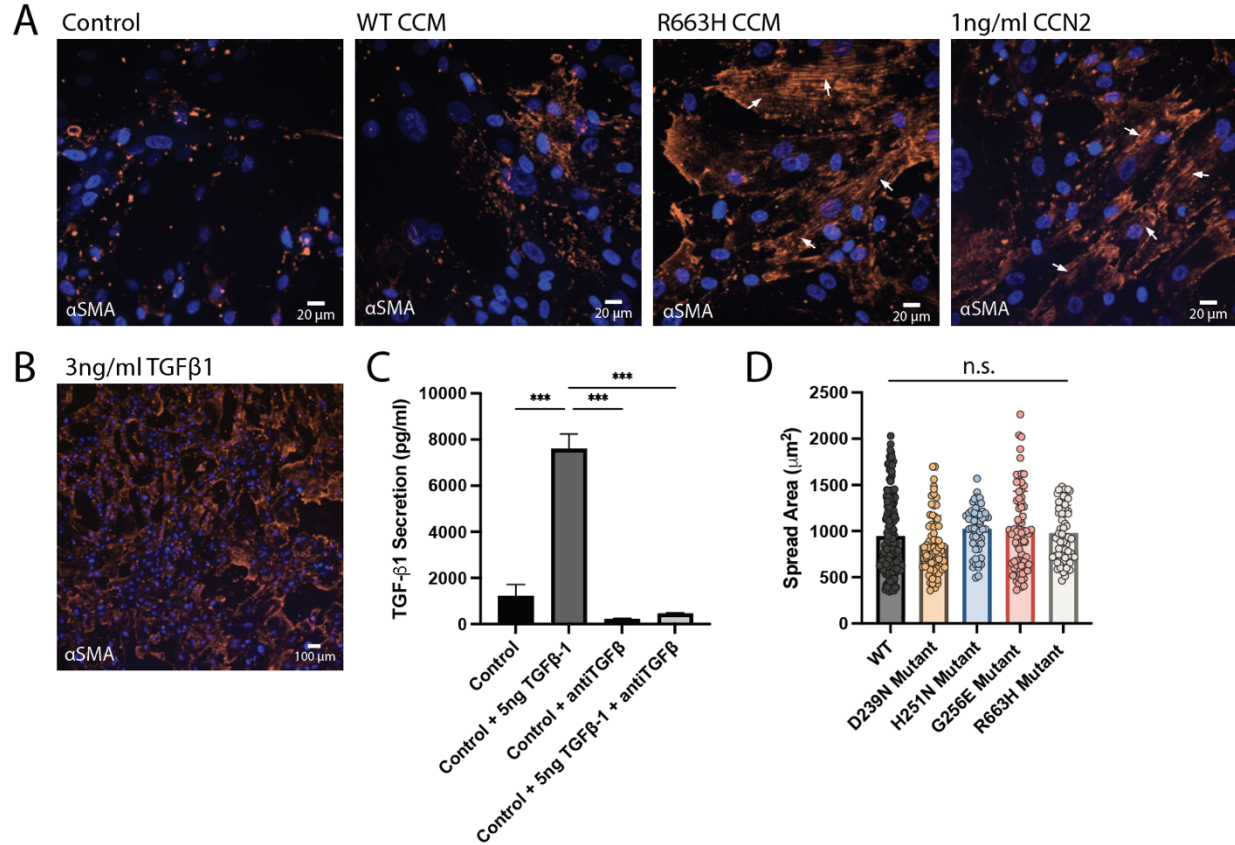 A
Control
WT CCM
R663H CCM
1ng/ml CCN2
αSMA
20 µm
αSMA
20 µm
αSMA
20 µm
αSMA
20 µm
B
3ng/ml TGFβ1
αSMA
100 µm
C
TGF-β1 Secretion (pg/ml)
10000
8000
6000
4000
2000
0
***
***
***
Control
Control + 5ng TGFβ-1
Control + antiTGFβ
Control + 5ng TGFβ-1 + antiTGFβ
D
n.s.
Spread Area (µm²)
2500
2000
1500
1000
500
0
WT
D239N Mutant
H251N Mutant
G256E Mutant
R663H Mutant